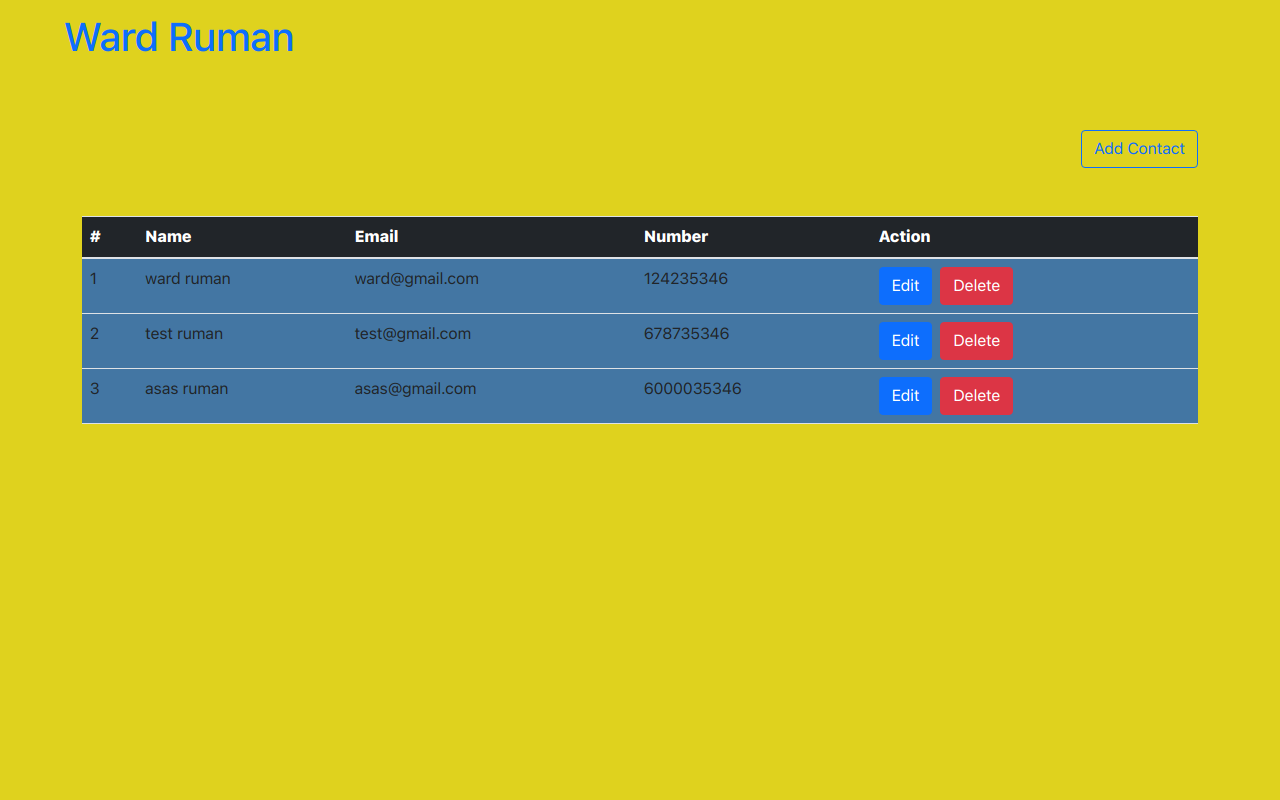 Ward Ruman
Add Contact
# Name Email Number Action
1 ward ruman ward@gmail.com 124235346 Edit Delete
2 test ruman test@gmail.com 678735346 Edit Delete
3 asas ruman asas@gmail.com 6000035346 Edit Delete